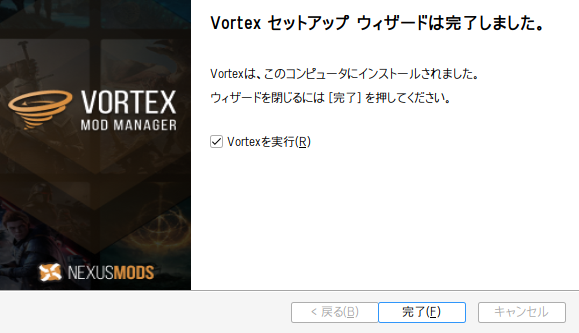 Vortex セットアップ ウィザードは完了しました。
Vortexは、このコンピュータにインストールされました。
ウィザードを閉じるには [完了] を押してください。
Vortexを実行(R)
VORTEX
MOD MANAGER
NEXUSMODS
< 戻る(B)
完了(F)
キャンセル